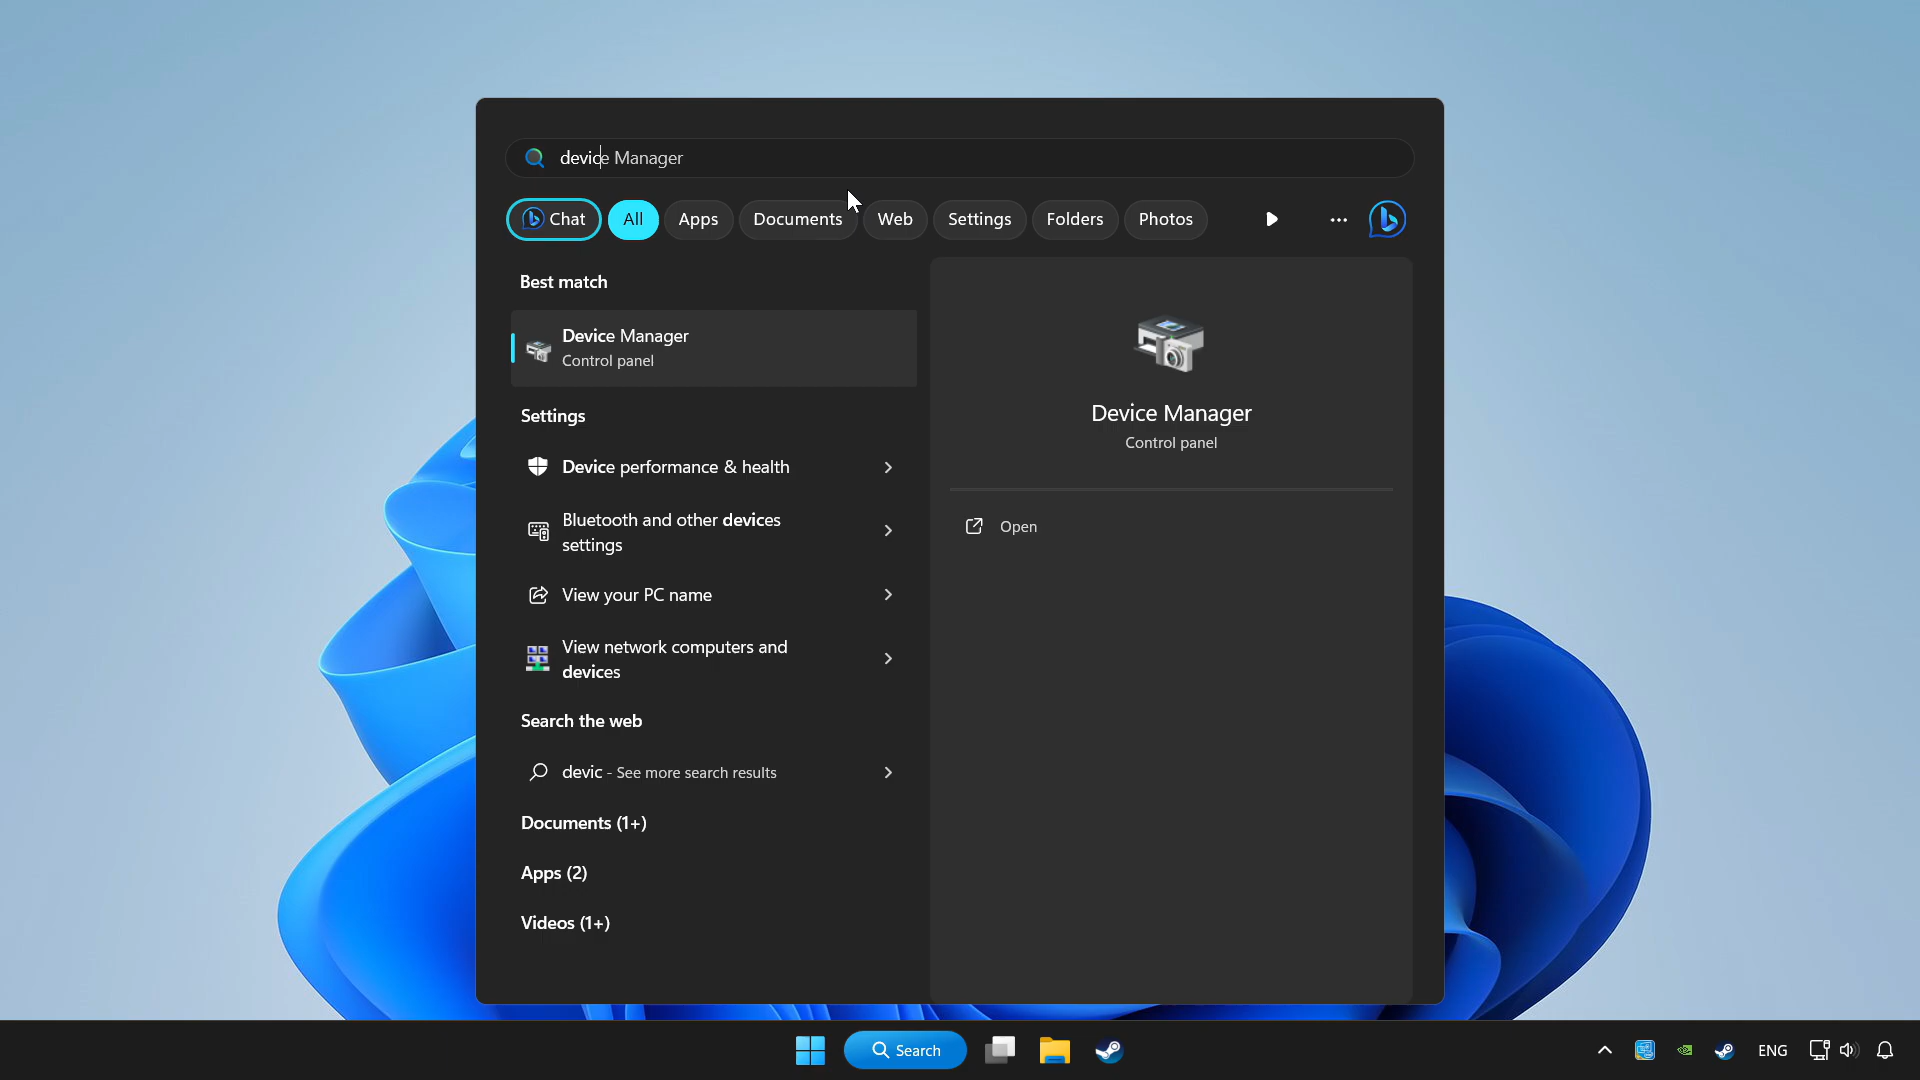 device Manager
Chat All Apps Documents Web Settings Folders Photos
Best match
Device Manager
Control panel
Settings
Device performance & health
Bluetooth and other devices
settings
View your PC name
View network computers and
devices
Search the web
devic - See more search results
Documents (1+)
Apps (2)
Videos (1+)
Device Manager
Control panel
Open
Search
ENG